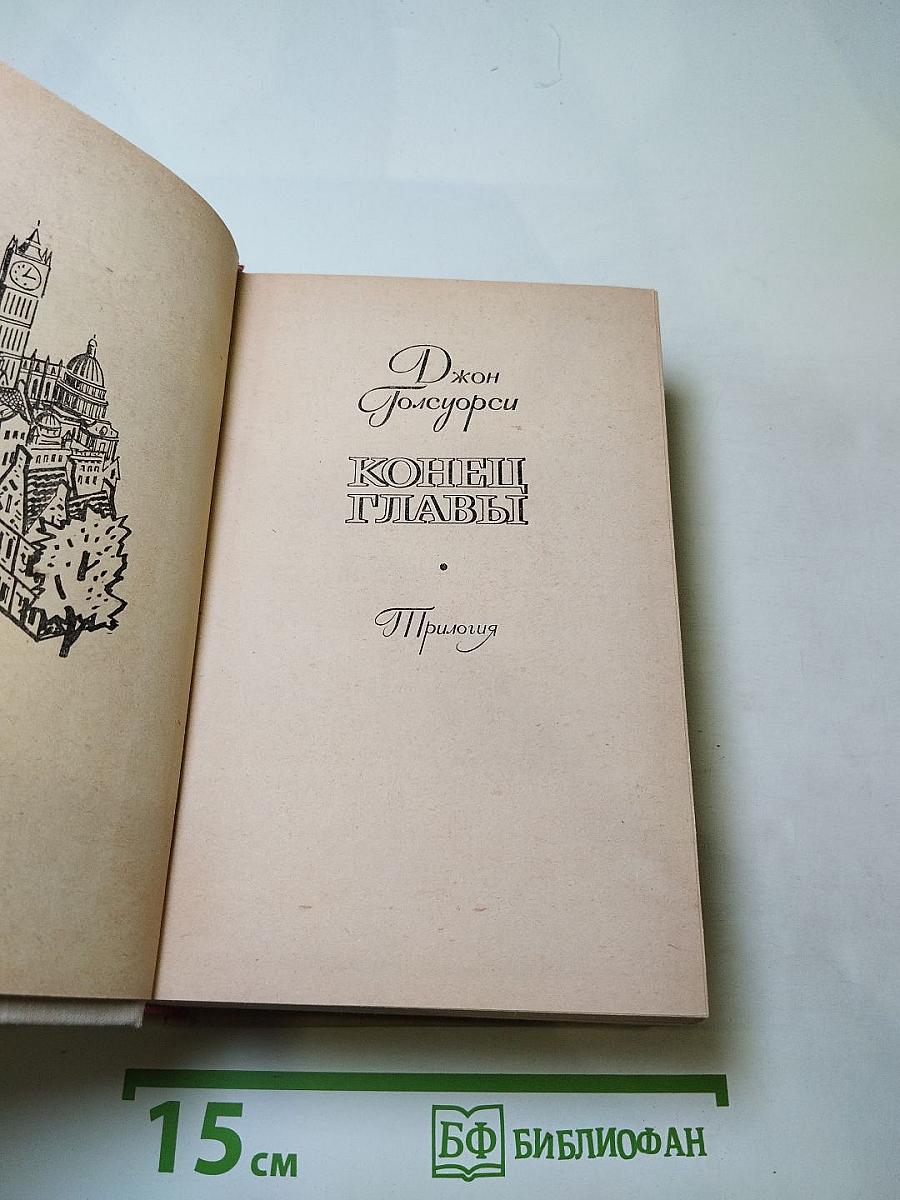 Джон
Голсуорси
КОНЕЦ
ГЛАВЫ
•
Трилогия
15 см
БФ БИБЛИОФАН